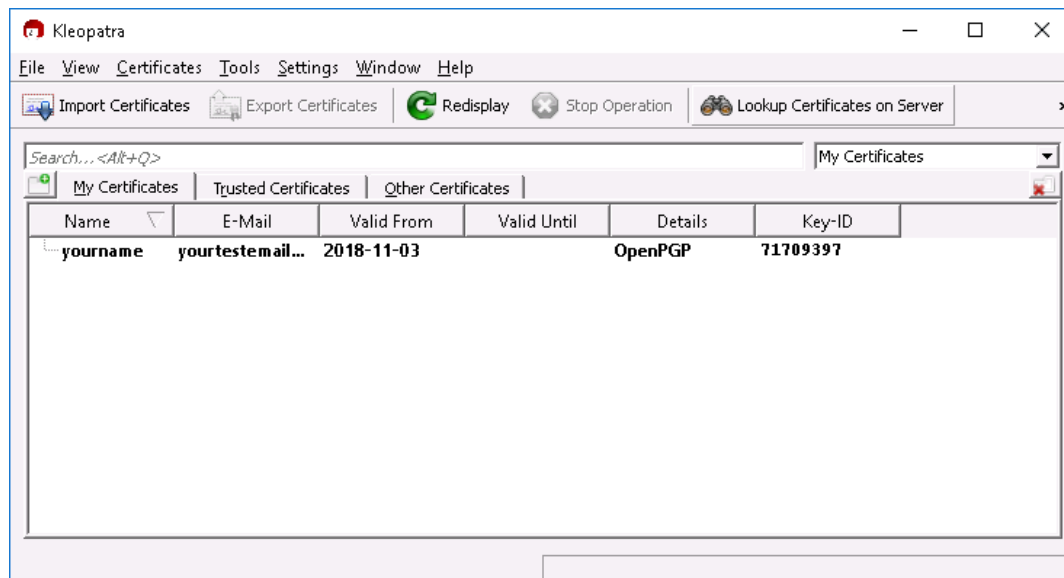 Kleopatra
File View Certificates Tools Settings Window Help
Import Certificates Export Certificates Redisplay Stop Operation Lookup Certificates on Server »
Search...<Alt+Q> My Certificates
My Certificates Trusted Certificates Other Certificates
Name E-Mail Valid From Valid Until Details Key-ID
yourname yourtestemail... 2018-11-03 OpenPGP 71709397